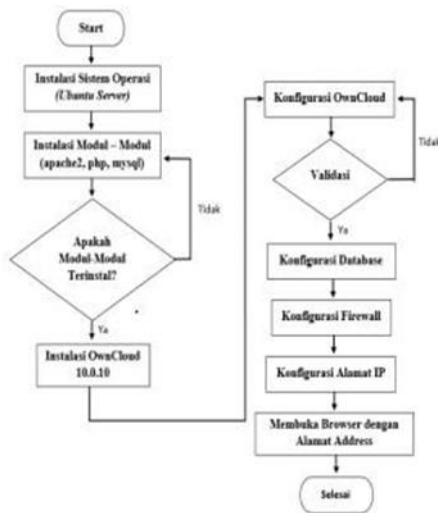 Start
Instalasi Sistem Operasi
(Ubuntu Server)
Instalasi Modul – Modul
(apache2, php, mysql)
Tidak
Apakah
Modul-Modul
Terinstal?
Ya
Instalasi OwnCloud
10.0.10
Konfigurasi OwnCloud
Tidak
Validasi
Ya
Konfigurasi Database
Konfigurasi Firewall
Konfigurasi Alamat IP
Membuka Browser dengan
Alamat Address
Selesai